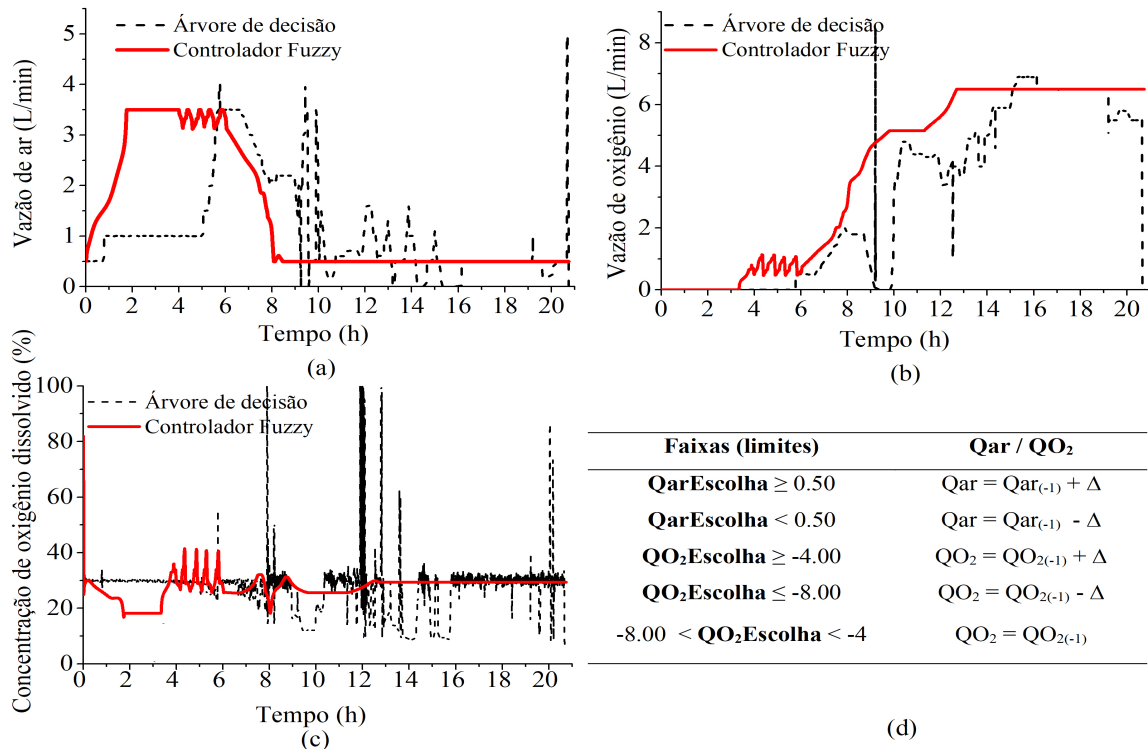 Árvore de decisão
Controlador Fuzzy
Vazão de ar (L/min)
5
4
3
2
1
0
0 2 4 6 8 10 12 14 16 18 20
Tempo (h)
(a)
Árvore de decisão
Controlador Fuzzy
Vazão de oxigênio (L/min)
8
6
4
2
0
0 2 4 6 8 10 12 14 16 18 20
Tempo (h)
(b)
Árvore de decisão
Controlador Fuzzy
Concentração de oxigênio dissolvido (%)
100
80
60
40
20
0
0 2 4 6 8 10 12 14 16 18 20
Tempo (h)
(c)
Faixas (limites) Qar / QO₂
QarEscolha ≥ 0.50 Qar = Qar₍₋₁₎ + Δ
QarEscolha < 0.50 Qar = Qar₍₋₁₎ - Δ
QO₂Escolha ≥ -4.00 QO₂ = QO₂₍₋₁₎ + Δ
QO₂Escolha ≤ -8.00 QO₂ = QO₂₍₋₁₎ - Δ
-8.00 < QO₂Escolha < -4 QO₂ = QO₂₍₋₁₎
(d)